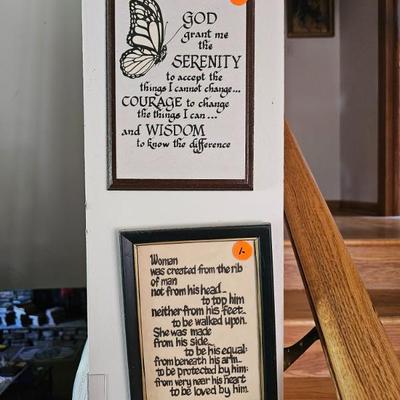 GOD
grant me
the
SERENITY
to accept the
things I cannot change...
COURAGE to change
the things I can...
and WISDOM
to know the difference
1.-
Woman
was created from the rib
of man
not from his head...
to top him
neither from his feet...
to be walked upon.
She was made
from his side...
to be his equal:
from beneath his arm...
to be protected by him:
from very near his heart
to be loved by him.